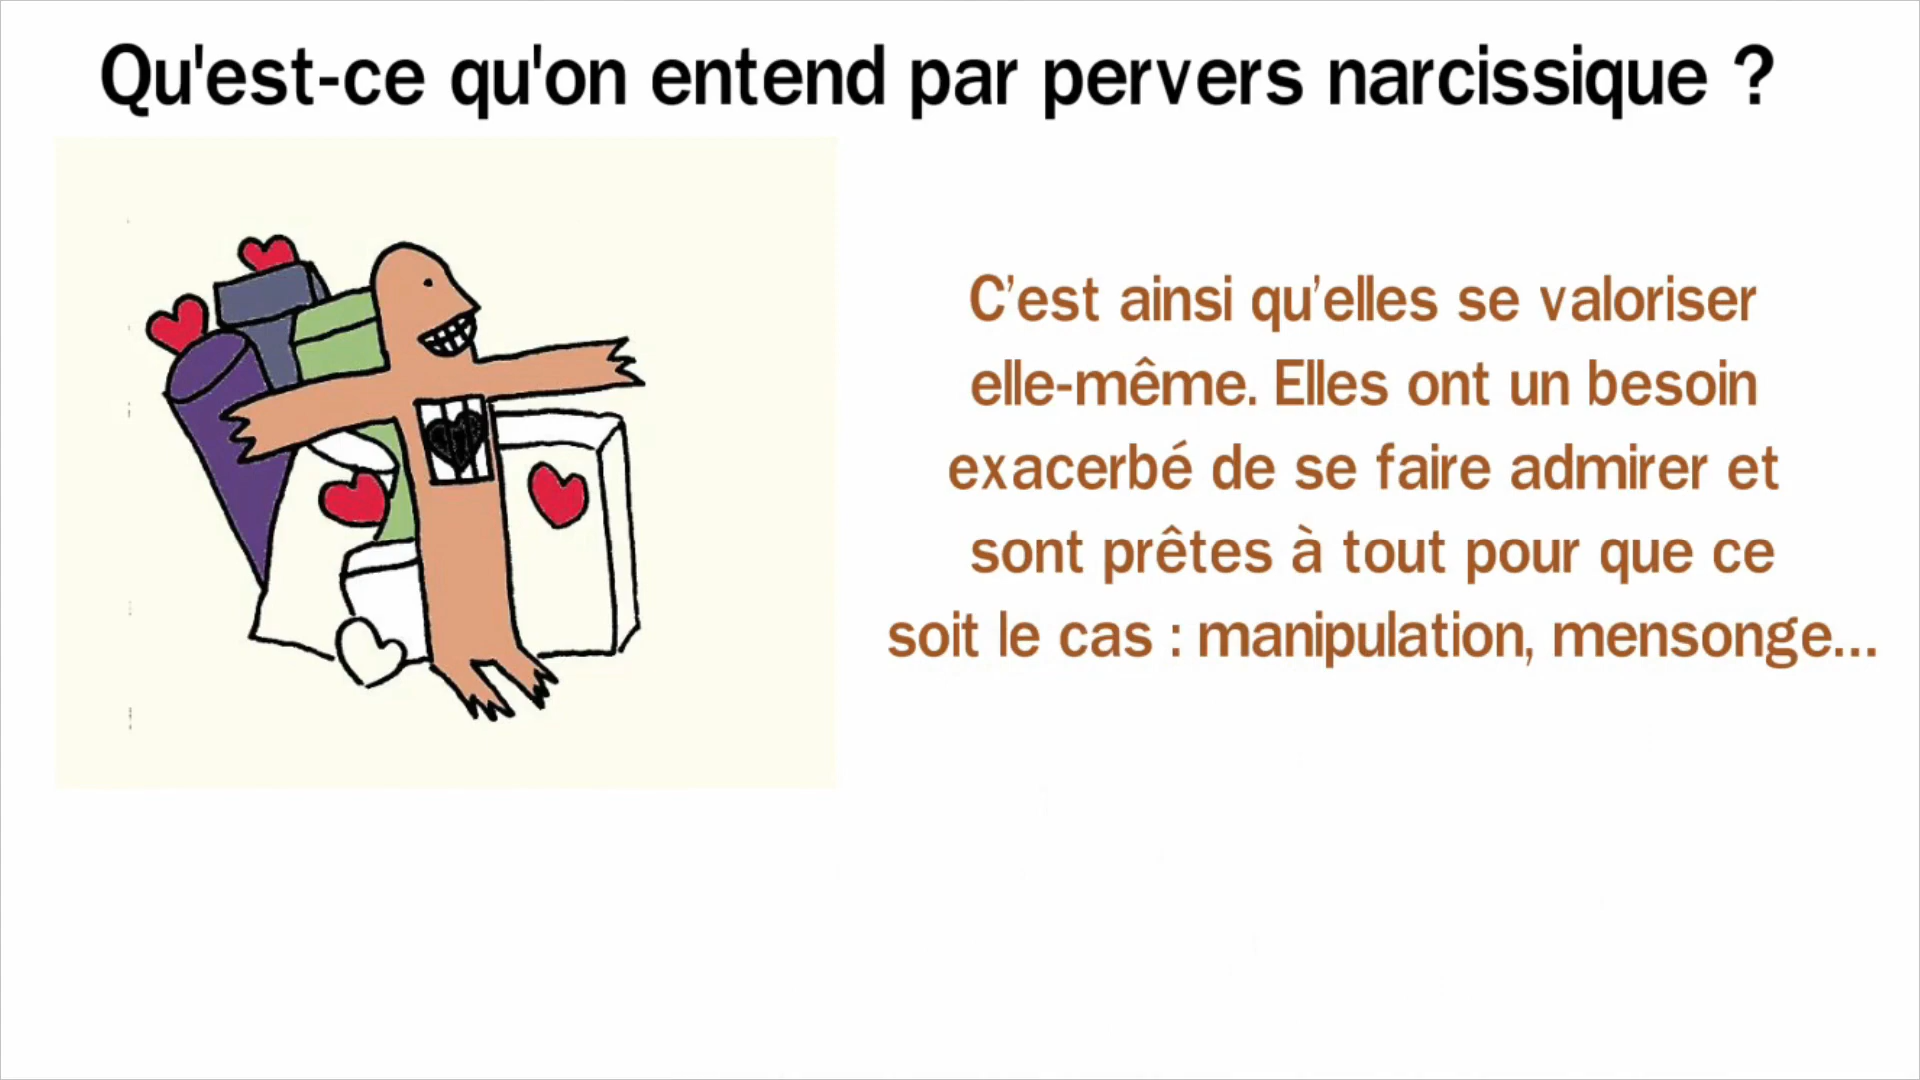 Qu'est-ce qu'on entend par pervers narcissique ?
C’est ainsi qu’elles se valoriser
elle-même. Elles ont un besoin
exacerbé de se faire admirer et
sont prêtes à tout pour que ce
soit le cas : manipulation, mensonge...